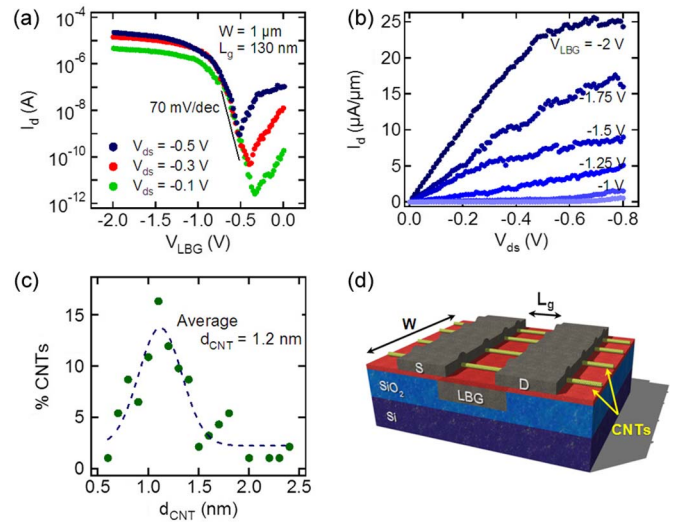 (a)
W = 1 μm
L_g = 130 nm
10^-4
10^-6
10^-8
10^-10
10^-12
I_d (A)
70 mV/dec
V_ds = -0.5 V
V_ds = -0.3 V
V_ds = -0.1 V
-2.0 -1.5 -1.0 -0.5 0.0
V_LBG (V)
(b)
25
20
15
10
5
0
I_d (μA/μm)
V_LBG = -2 V
-1.75 V
-1.5 V
-1.25 V
-1 V
0.0 -0.2 -0.4 -0.6 -0.8
V_ds (V)
(c)
15
10
5
0
% CNTs
Average
d_CNT = 1.2 nm
0.5 1.0 1.5 2.0 2.5
d_CNT (nm)
(d)
W
L_g
S
D
SiO_2
LBG
Si
CNTs